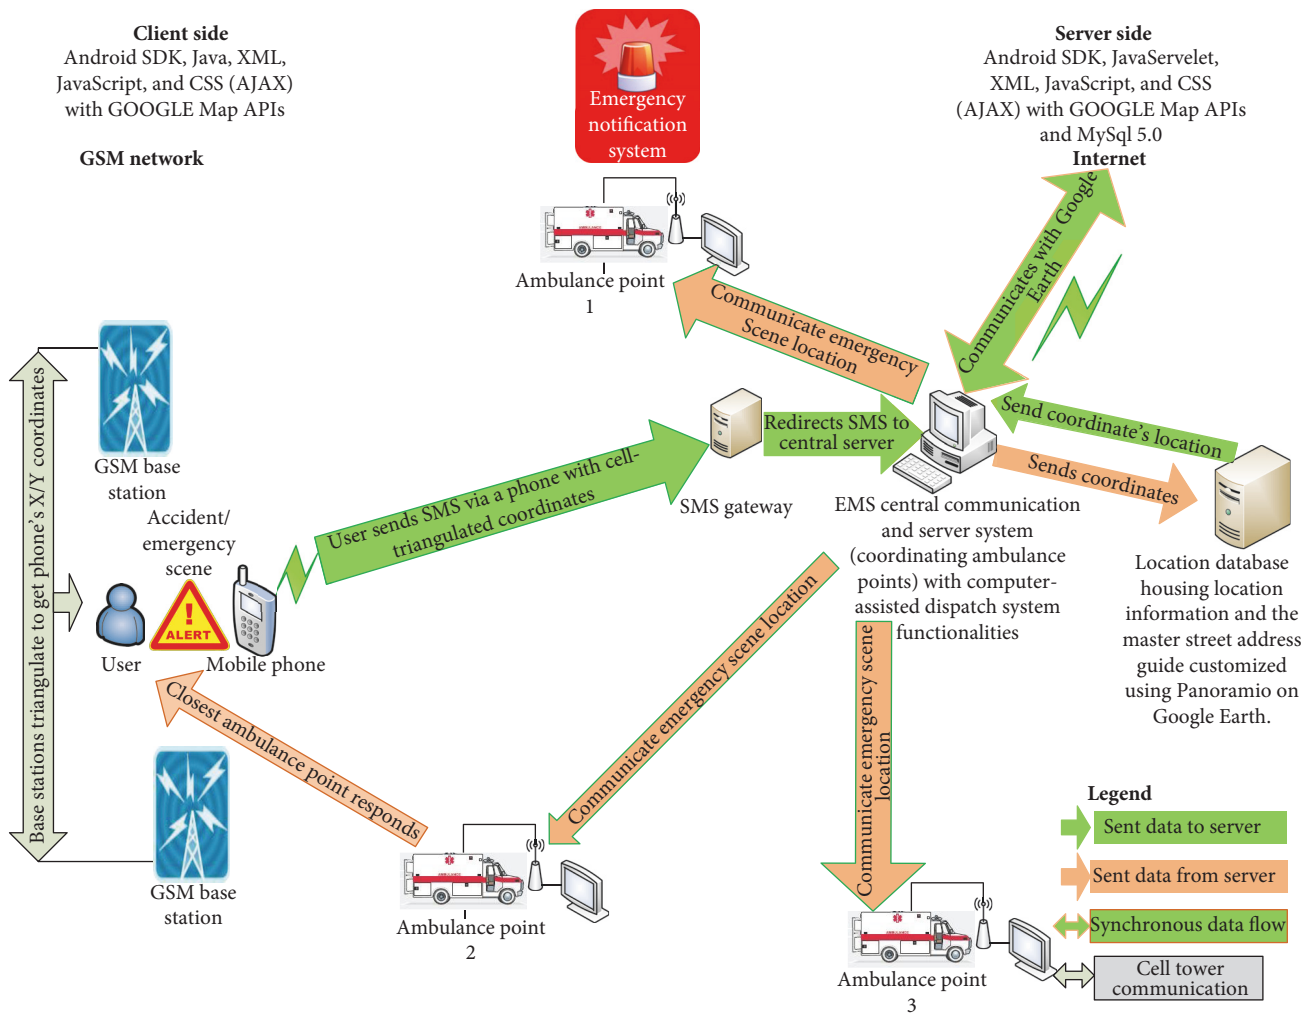 Client side
Android SDK, Java, XML,
JavaScript, and CSS (AJAX)
with GOOGLE Map APIs
GSM network
Emergency
notification
system
Server side
Android SDK, JavaServelet,
XML, JavaScript, and CSS
(AJAX) with GOOGLE Map APIs
and MySql 5.0
Internet
Ambulance point
1
Communicates with Google
Earth
Communicate emergency
Scene location
Base stations triangulate to get phone's X/Y coordinates
GSM base
station
Accident/
emergency
scene
ALERT
User
Mobile phone
User sends SMS via a phone with cell-
triangulated coordinates
SMS gateway
Redirects SMS to
central server
Send coordinate's location
Sends coordinates
EMS central communication
and server system
(coordinating ambulance
points) with computer-
assisted dispatch system
functionalities
Location database
housing location
information and the
master street address
guide customized
using Panoramio on
Google Earth.
Closest ambulance point responds
Communicate emergency scene location
Communicate emergency scene
location
GSM base
station
Ambulance point
2
Ambulance point
3
Legend
Sent data to server
Sent data from server
Synchronous data flow
Cell tower
communication